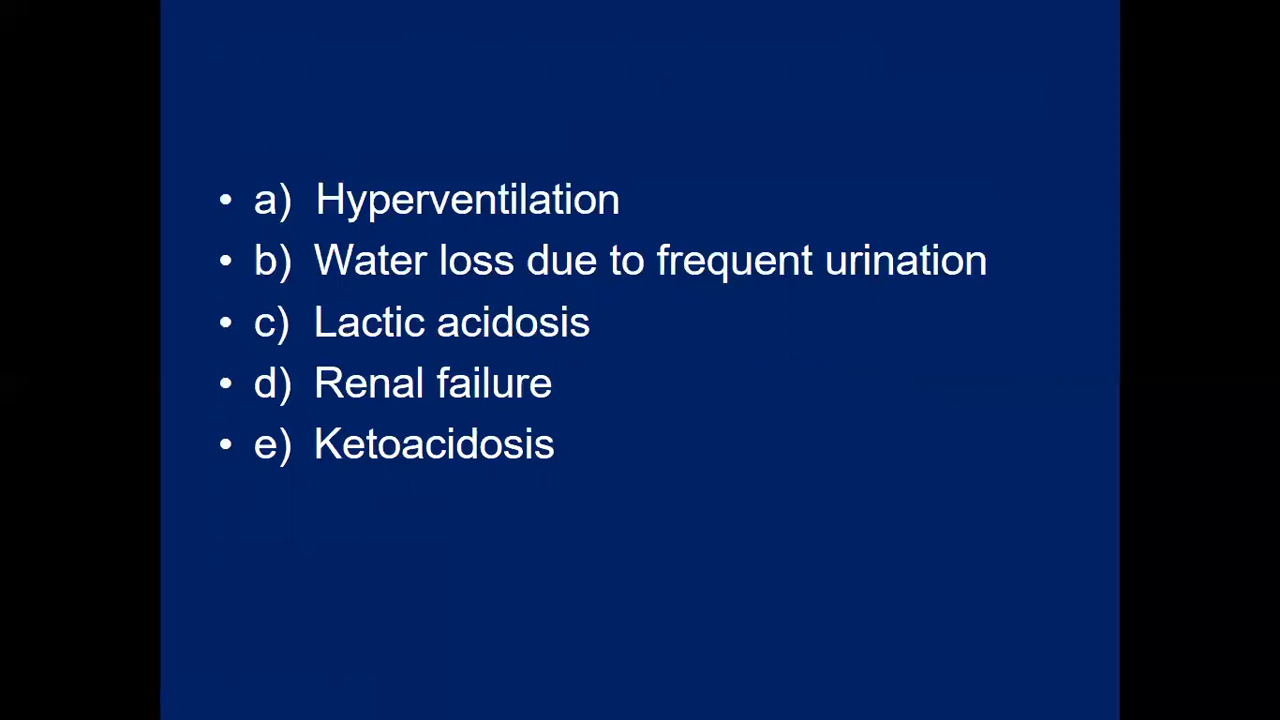 • a) Hyperventilation
• b) Water loss due to frequent urination
• c) Lactic acidosis
• d) Renal failure
• e) Ketoacidosis